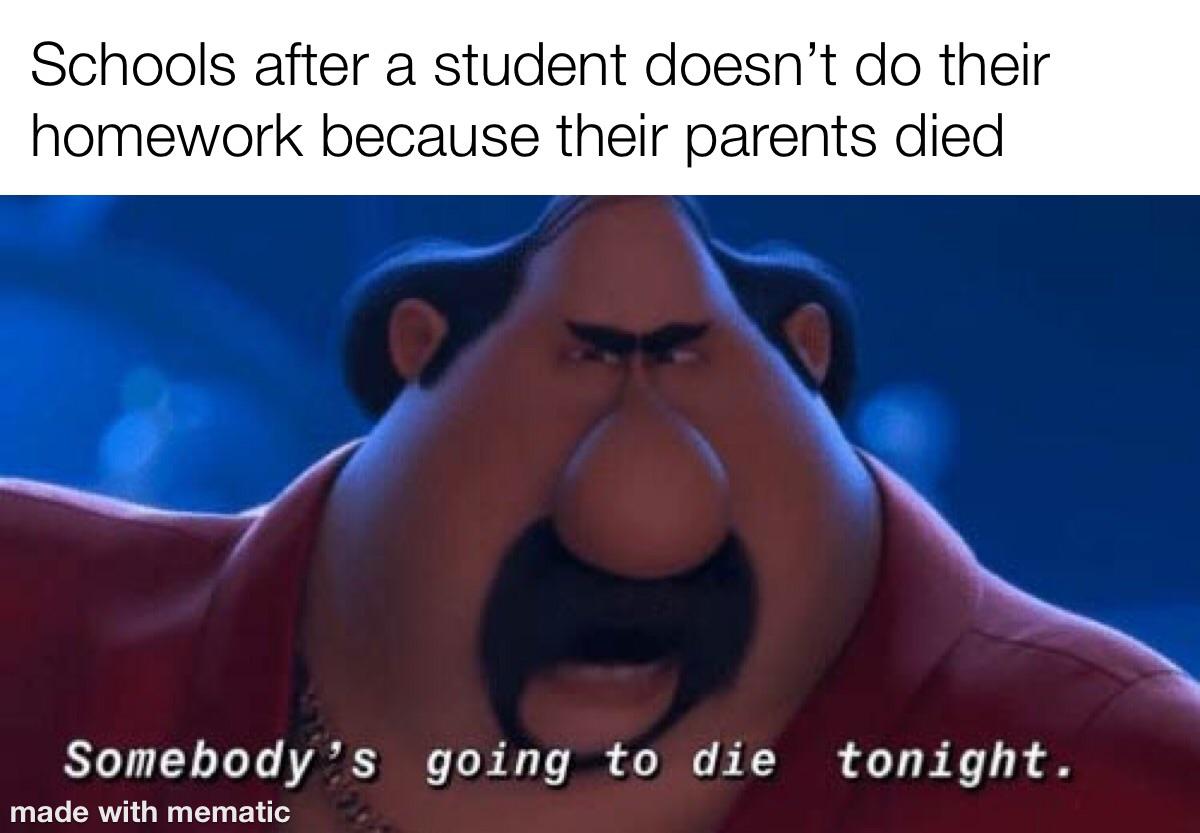 Schools after a student doesn’t do their
homework because their parents died
Somebody’s going to die tonight.
made with mematic